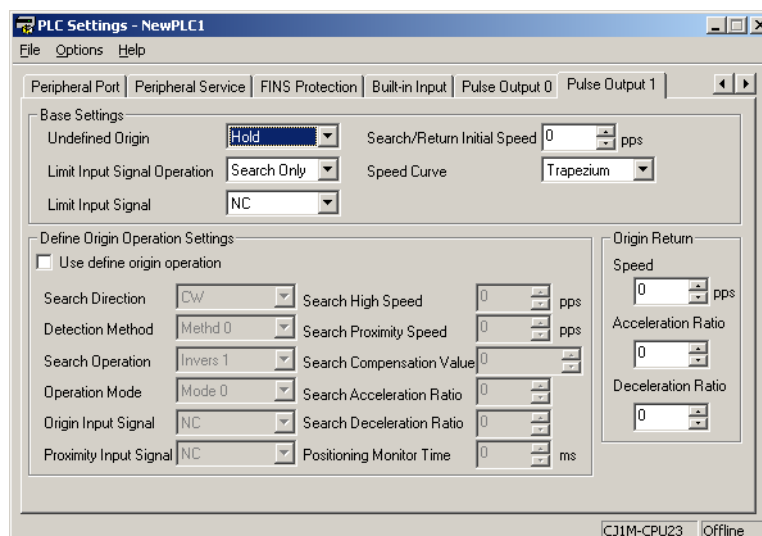 PLC Settings - NewPLC1
File Options Help
Peripheral Port Peripheral Service FINS Protection Built-in Input Pulse Output 0 Pulse Output 1
Base Settings
Undefined Origin Hold Search/Return Initial Speed 0 pps
Limit Input Signal Operation Search Only Speed Curve Trapezium
Limit Input Signal NC
Define Origin Operation Settings
Use define origin operation
Search Direction CW Search High Speed 0 pps
Detection Method Methd 0 Search Proximity Speed 0 pps
Search Operation Invers 1 Search Compensation Value 0
Operation Mode Mode 0 Search Acceleration Ratio 0
Origin Input Signal NC Search Deceleration Ratio 0
Proximity Input Signal NC Positioning Monitor Time 0 ms
Origin Return
Speed
0 pps
Acceleration Ratio
0
Deceleration Ratio
0
CJ1M-CPU23 Offline